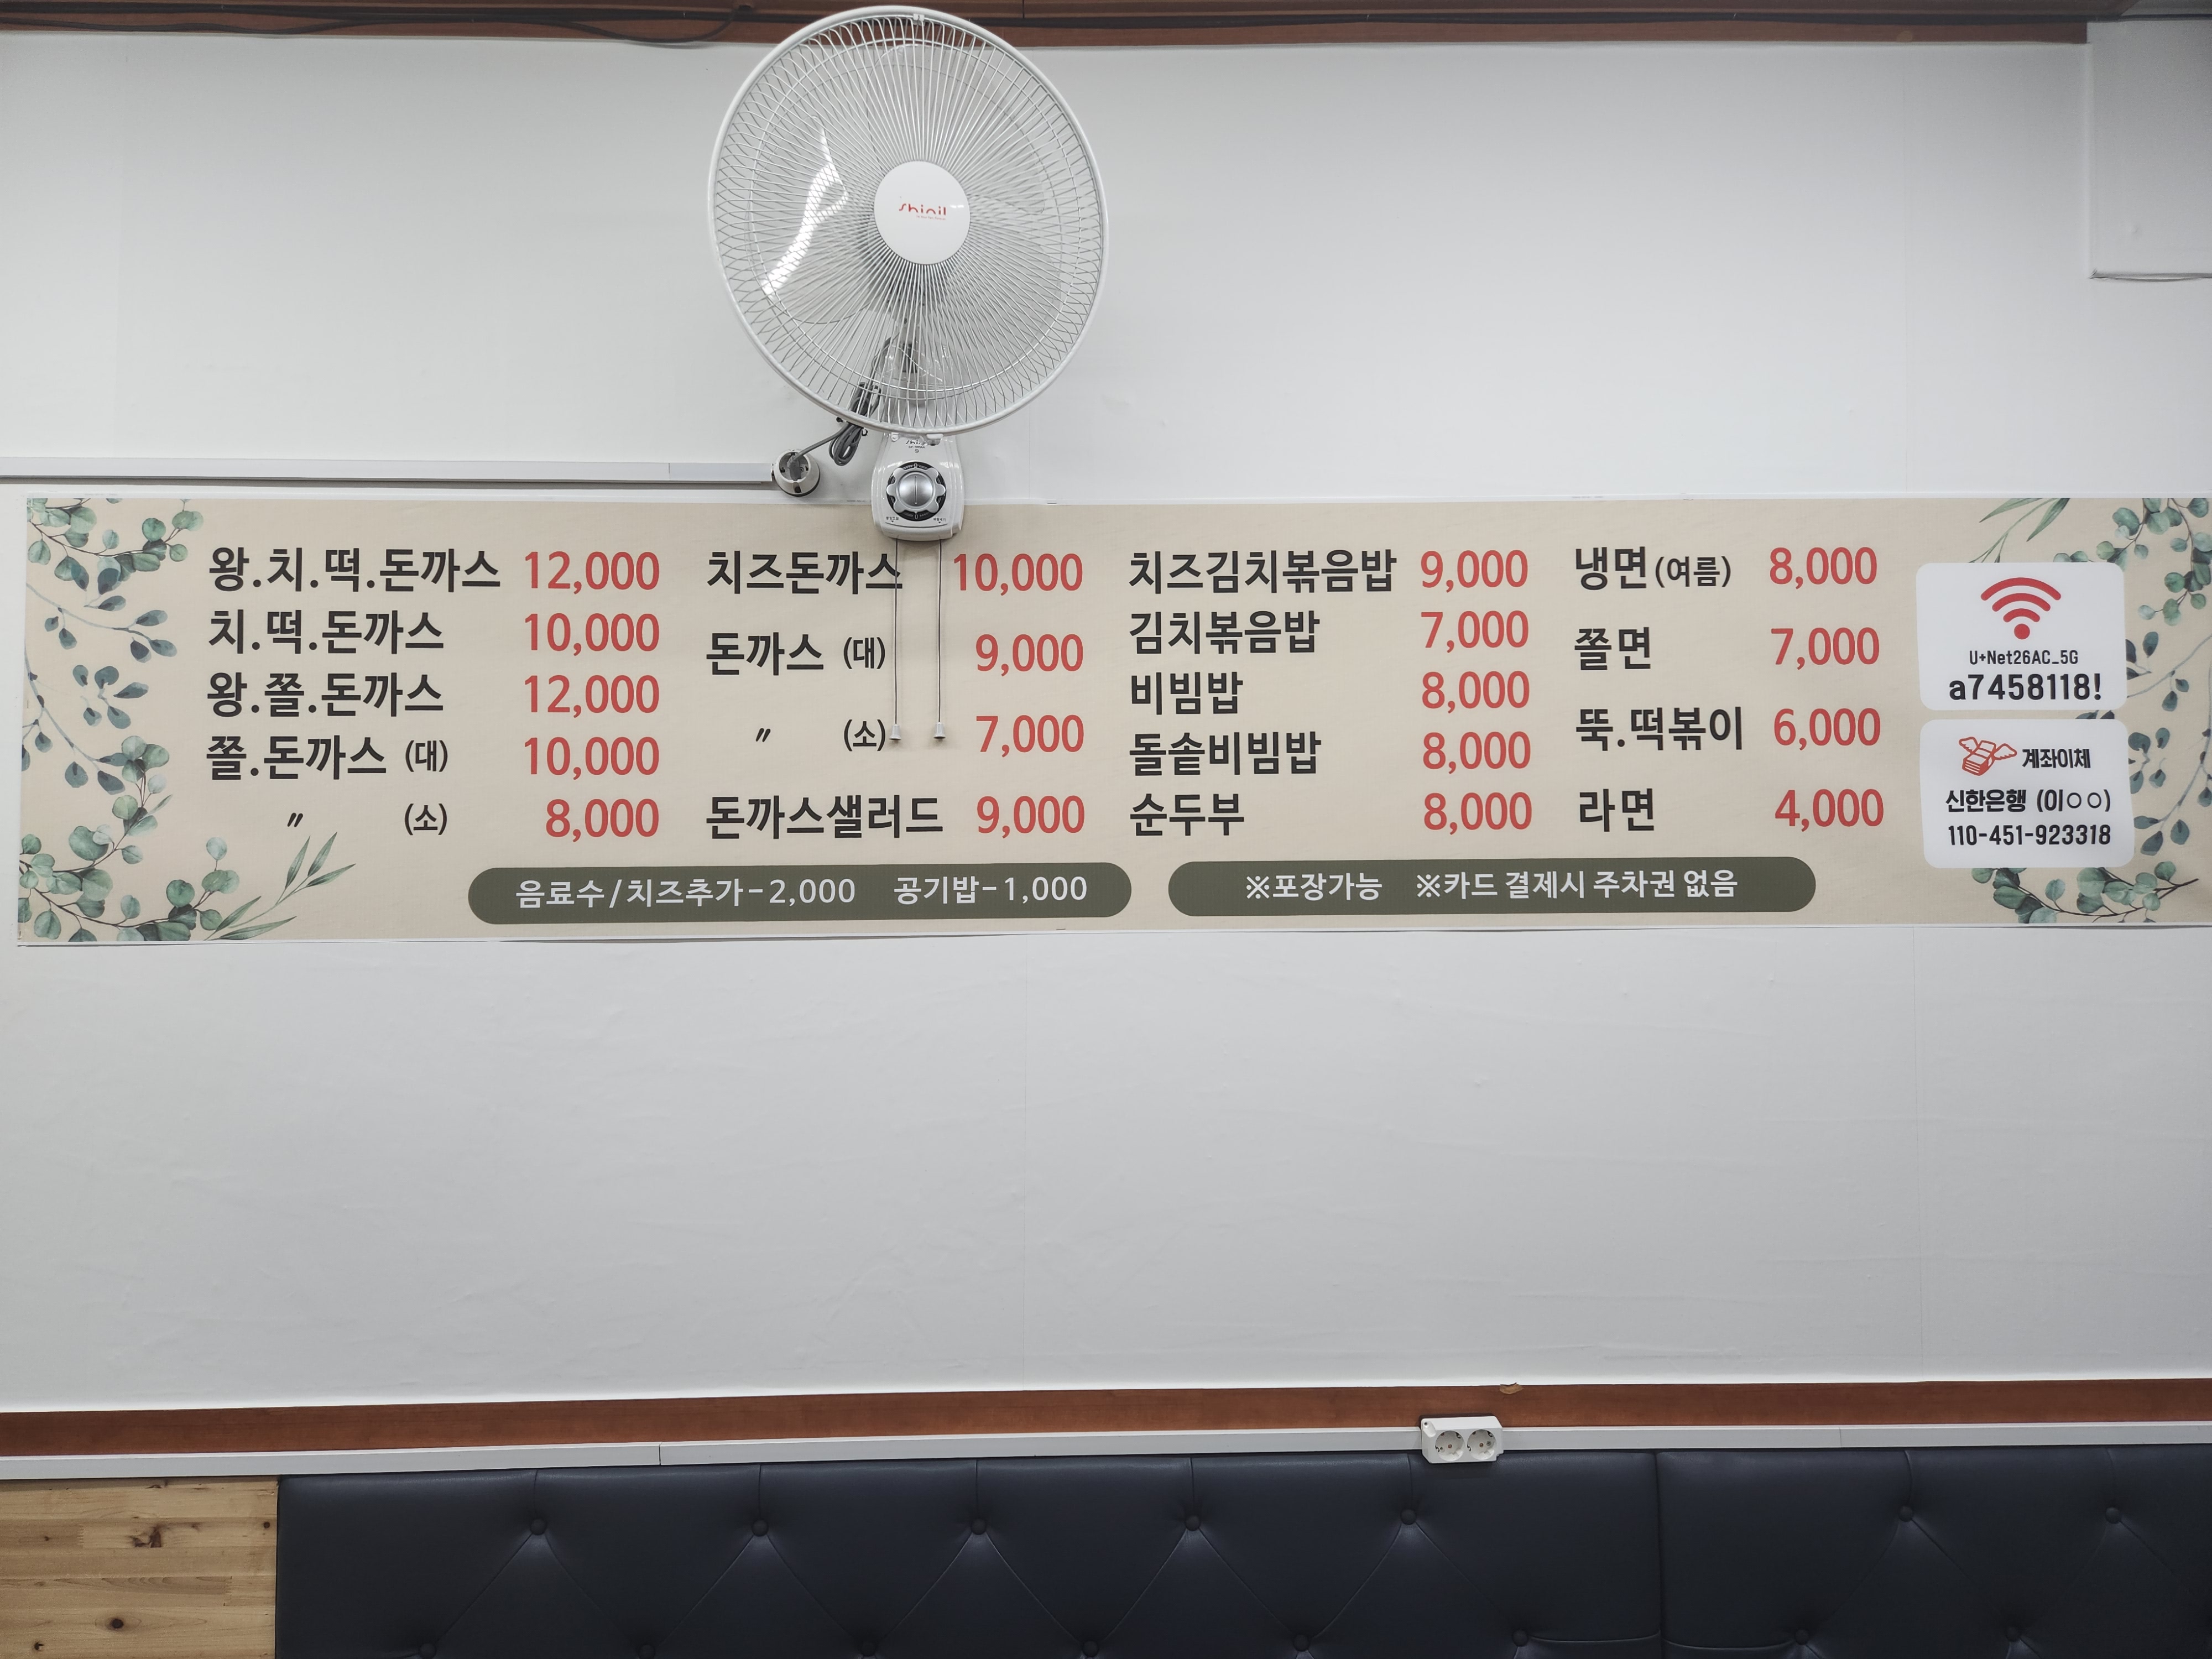 shinil
왕.치.떡.돈까스 12,000
치.떡.돈까스 10,000
왕.쫄.돈까스 12,000
쫄.돈까스 (대) 10,000
〃 (소) 8,000
치즈돈까스 10,000
돈까스 (대) 9,000
〃 (소) 7,000
돈까스샐러드 9,000
치즈김치볶음밥 9,000
김치볶음밥 7,000
비빔밥 8,000
돌솥비빔밥 8,000
순두부 8,000
냉면(여름) 8,000
쫄면 7,000
뚝.떡볶이 6,000
라면 4,000
U+Net26AC_5G
a7458118!
계좌이체
신한은행 (이○○)
110-451-923318
음료수/치즈추가-2,000 공기밥-1,000
※포장가능 ※카드 결제시 주차권 없음